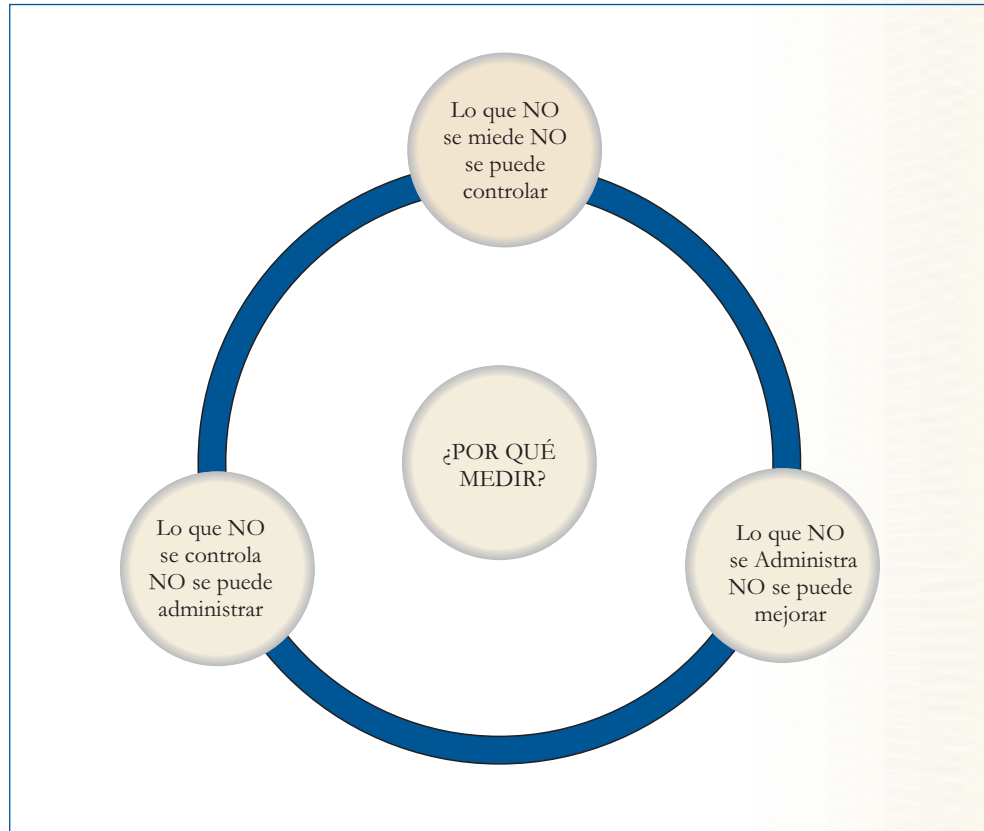 Lo que NO
se miede NO
se puede
controlar
¿POR QUÉ
MEDIR?
Lo que NO
se controla
NO se puede
administrar
Lo que NO
se Administra
NO se puede
mejorar